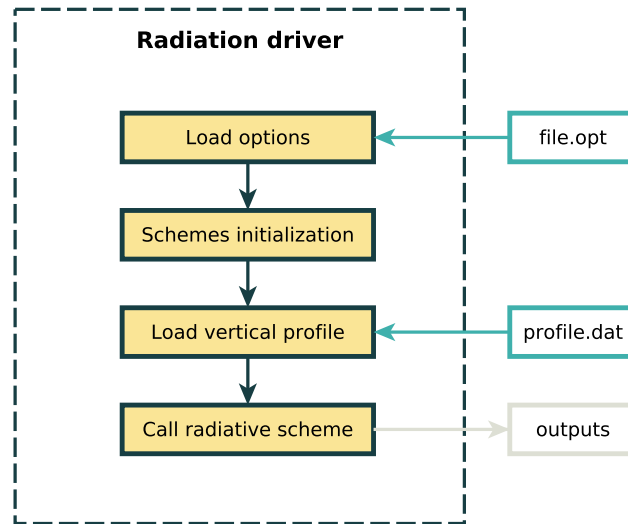 Radiation driver
Load options
file.opt
Schemes initialization
Load vertical profile
profile.dat
Call radiative scheme
outputs